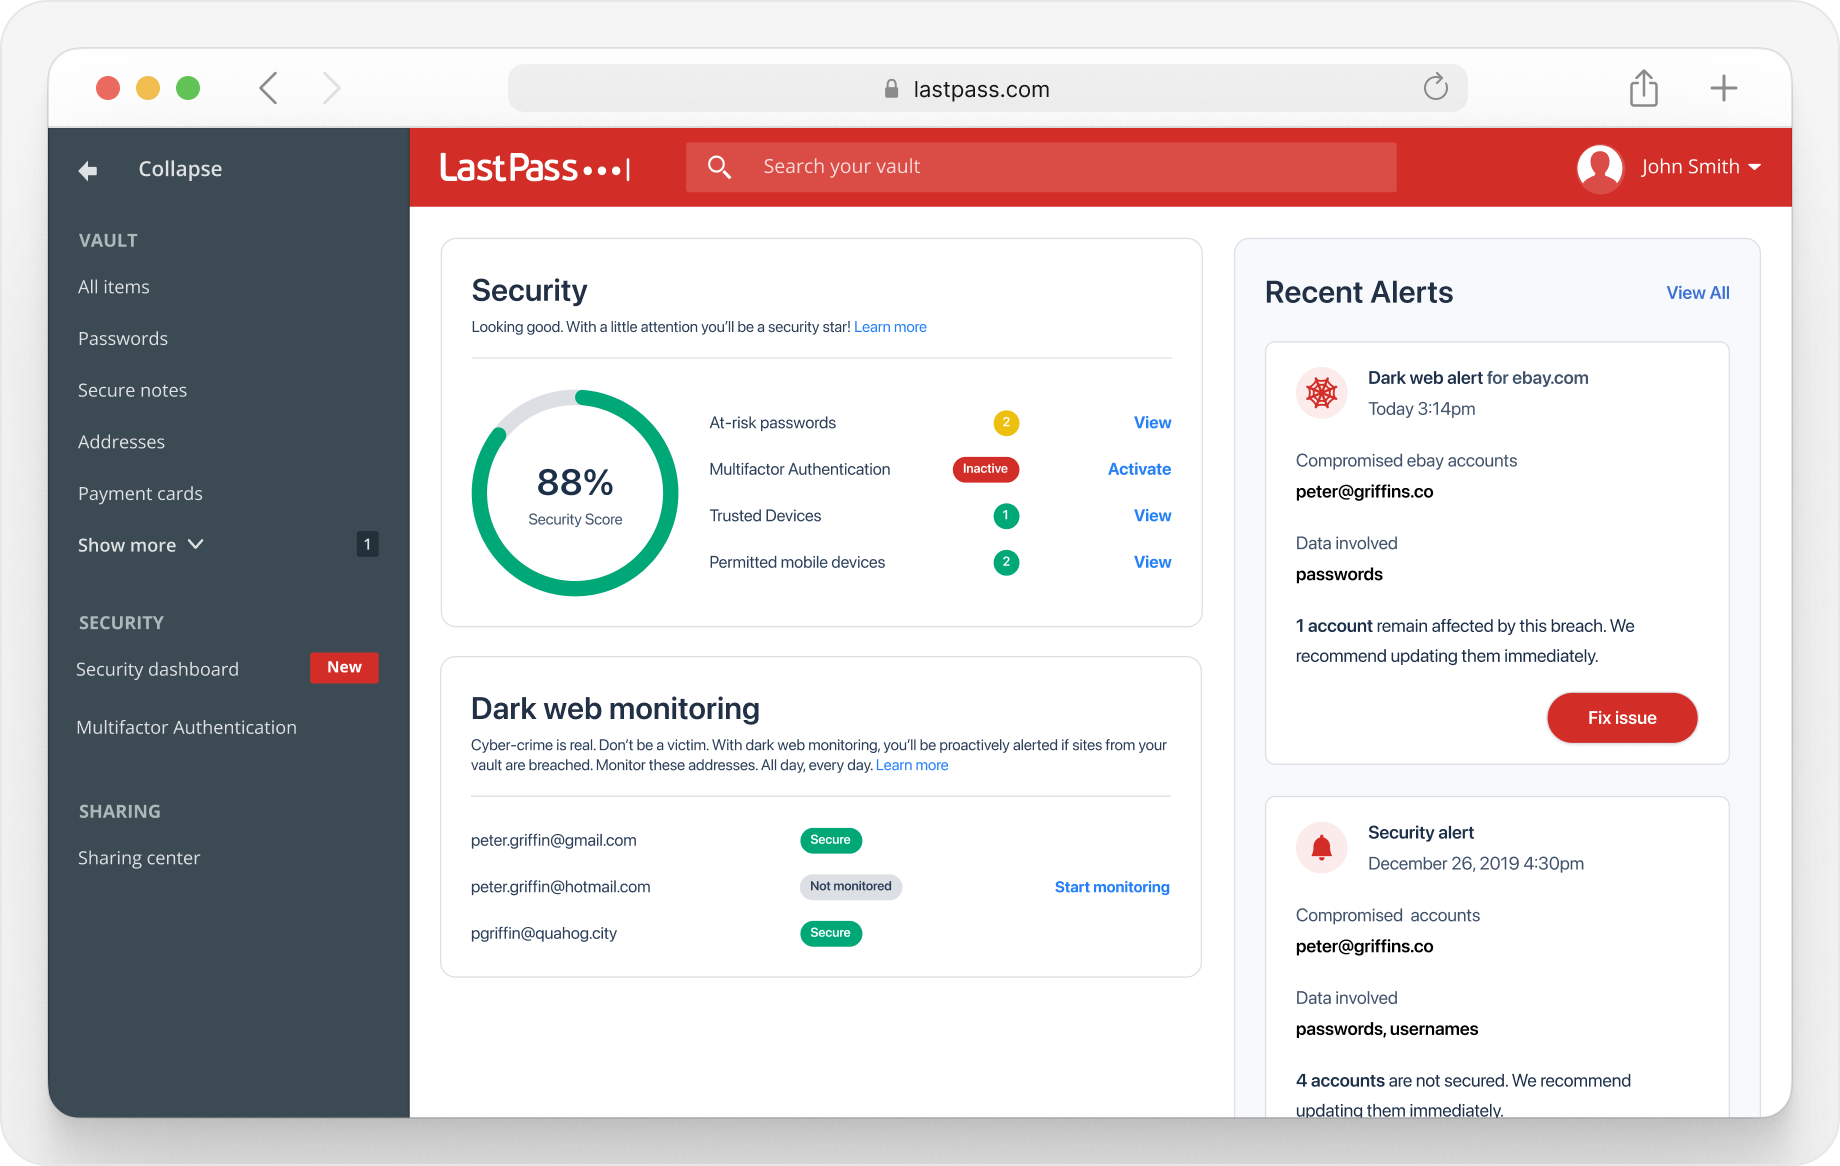 lastpass.com
Collapse
VAULT
All items
Passwords
Secure notes
Addresses
Payment cards
Show more 1
SECURITY
Security dashboard New
Multifactor Authentication
SHARING
Sharing center
LastPass
Search your vault
John Smith
Security
Looking good. With a little attention you'll be a security star! Learn more
88%
Security Score
At-risk passwords 2 View
Multifactor Authentication Inactive Activate
Trusted Devices 1 View
Permitted mobile devices 2 View
Dark web monitoring
Cyber-crime is real. Don't be a victim. With dark web monitoring, you'll be proactively alerted if sites from your
vault are breached. Monitor these addresses. All day, every day. Learn more
peter.griffin@gmail.com Secure
peter.griffin@hotmail.com Not monitored Start monitoring
pgriffin@quahog.city Secure
Recent Alerts View All
Dark web alert for ebay.com
Today 3:14pm
Compromised ebay accounts
peter@griffins.co
Data involved
passwords
1 account remain affected by this breach. We
recommend updating them immediately.
Fix issue
Security alert
December 26, 2019 4:30pm
Compromised accounts
peter@griffins.co
Data involved
passwords, usernames
4 accounts are not secured. We recommend
updating them immediately.